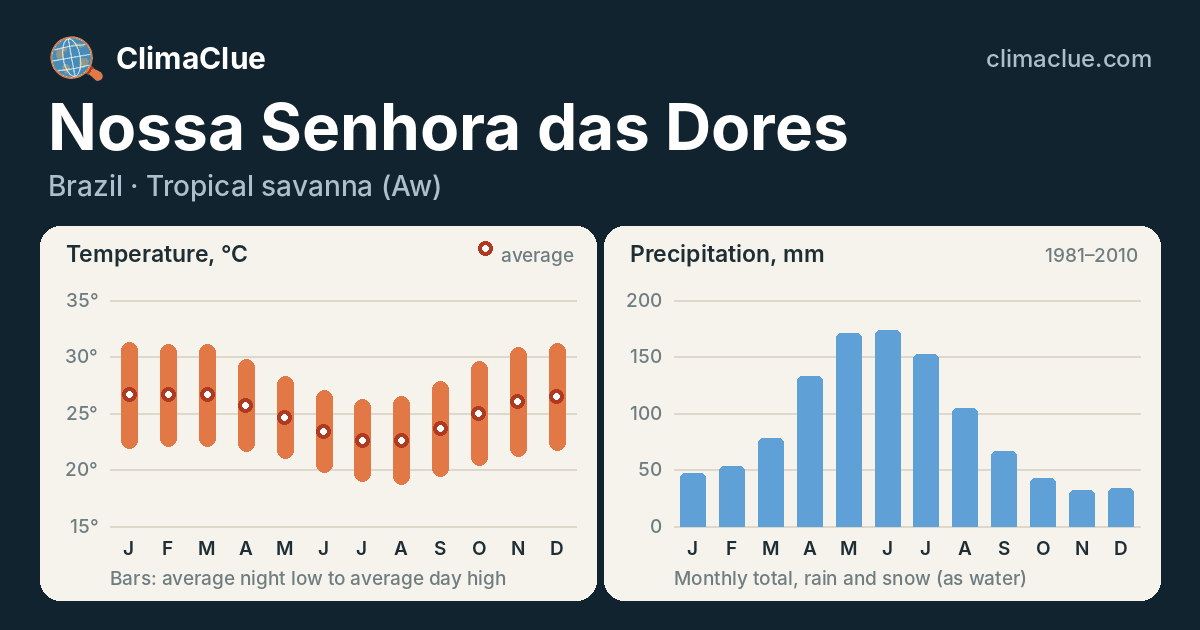 ClimaClue
climaclue.com
Nossa Senhora das Dores
Brazil · Tropical savanna (Aw)
Temperature, °C
average
35°
30°
25°
20°
15°
J F M A M J J A S O N D
Bars: average night low to average day high
Precipitation, mm
1981–2010
200
150
100
50
0
J F M A M J J A S O N D
Monthly total, rain and snow (as water)